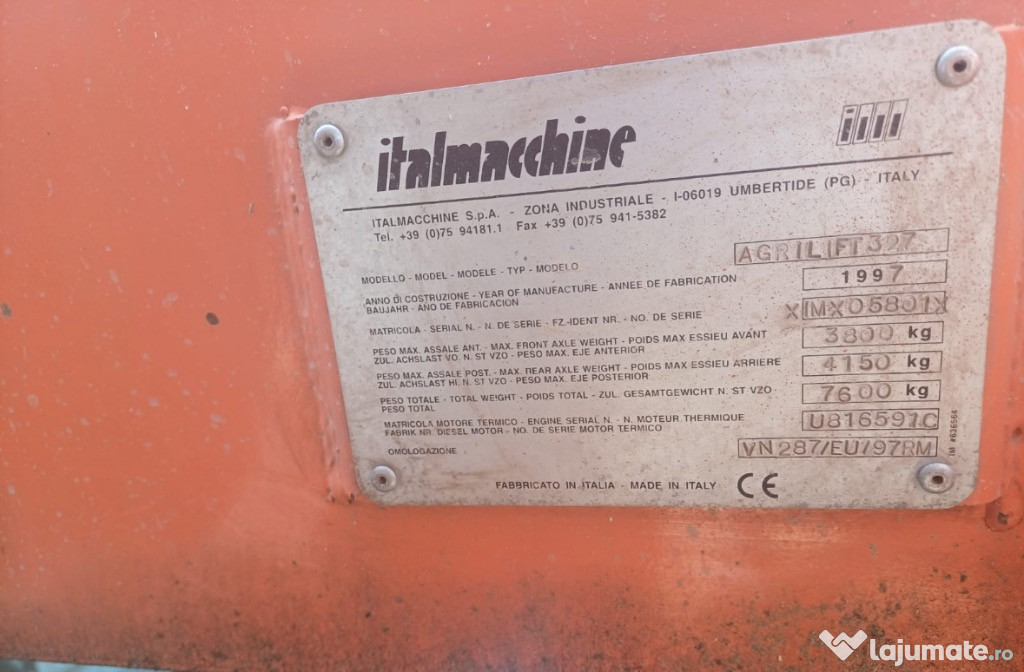 italmacchine
ITALMACCHINE S.p.A. - ZONA INDUSTRIALE - I-06019 UMBERTIDE (PG) - ITALY
Tel. +39 (0)75 94181.1 Fax +39 (0)75 941-5382
MODELLO - MODEL - MODELE - TYP - MODELO AGRILIFT 327
ANNO DI COSTRUZIONE - YEAR OF MANUFACTURE - ANNEE DE FABRICATION 1997
BAUJAHR - ANO DE FABRICACION
MATRICOLA - SERIAL N. - N. DE SERIE - FZ-IDENT NR. - NO. DE SERIE XIMX05801X
PESO MAX. ASSALE ANT. - MAX. FRONT AXLE WEIGHT - POIDS MAX ESSIEU AVANT 3800 kg
ZUL. ACHSLAST VO. N. ST VZO - PESO MAX. EJE ANTERIOR
PESO MAX. ASSALE POST. - MAX. REAR AXLE WEIGHT - POIDS MAX ESSIEU ARRIERE 4150 kg
ZUL. ACHSLAST HI. N. ST VZO - PESO MAX. EJE POSTERIOR
PESO TOTALE - TOTAL WEIGHT - POIDS TOTAL - ZUL. GESAMTGEWICHT N. ST VZO 7600 kg
PESO TOTAL
MATRICOLA MOTORE TERMICO - ENGINE SERIAL N. - N. MOTEUR THERMIQUE U816591C
FABRIK NR. DIESEL MOTOR - NO. DE SERIE MOTOR TERMICO
OMOLOGAZIONE VN287/EU/97RM
FABBRICATO IN ITALIA - MADE IN ITALY CE
IM #636564
lajumate.ro